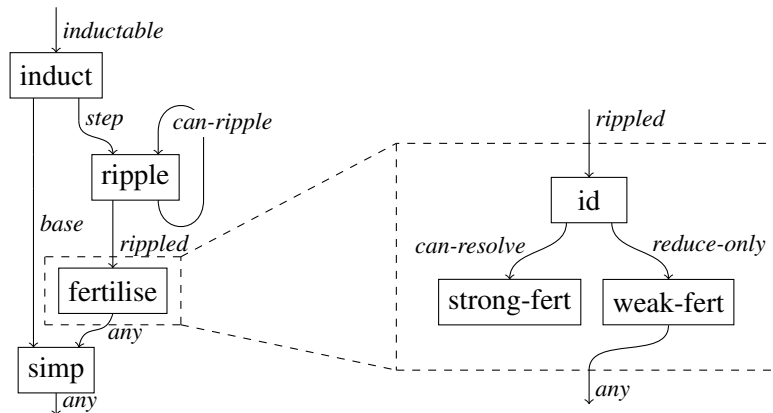 inductable
induct
step
can-ripple
ripple
base
rippled
fertilise
any
simp
any
rippled
id
can-resolve
reduce-only
strong-fert
weak-fert
any